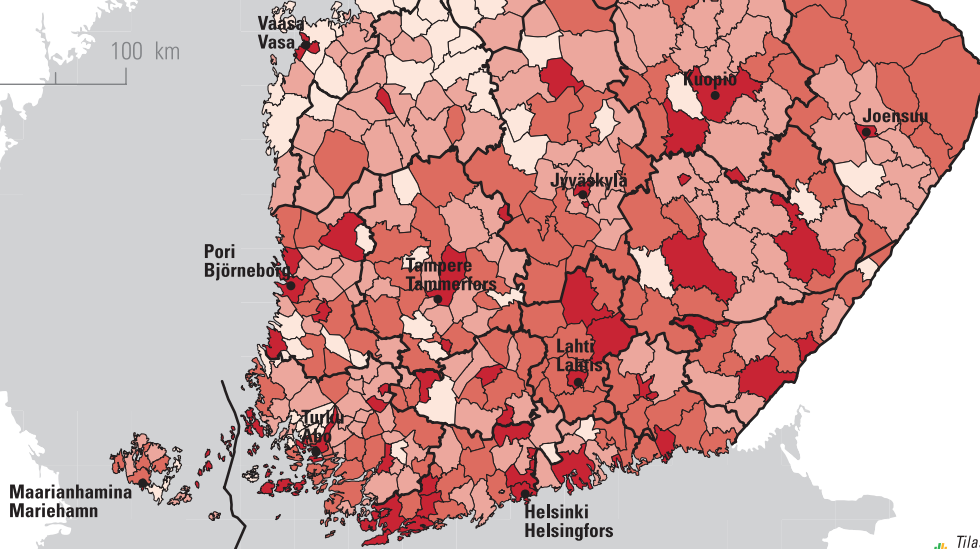 Vaasa
Vasa
100 km
Kuopio
Joensuu
Jyväskylä
Pori
Björneborg
Tampere
Tammerfors
Lahti
Lahtis
Turku
Åbo
Maarianhamina
Mariehamn
Helsinki
Helsingfors